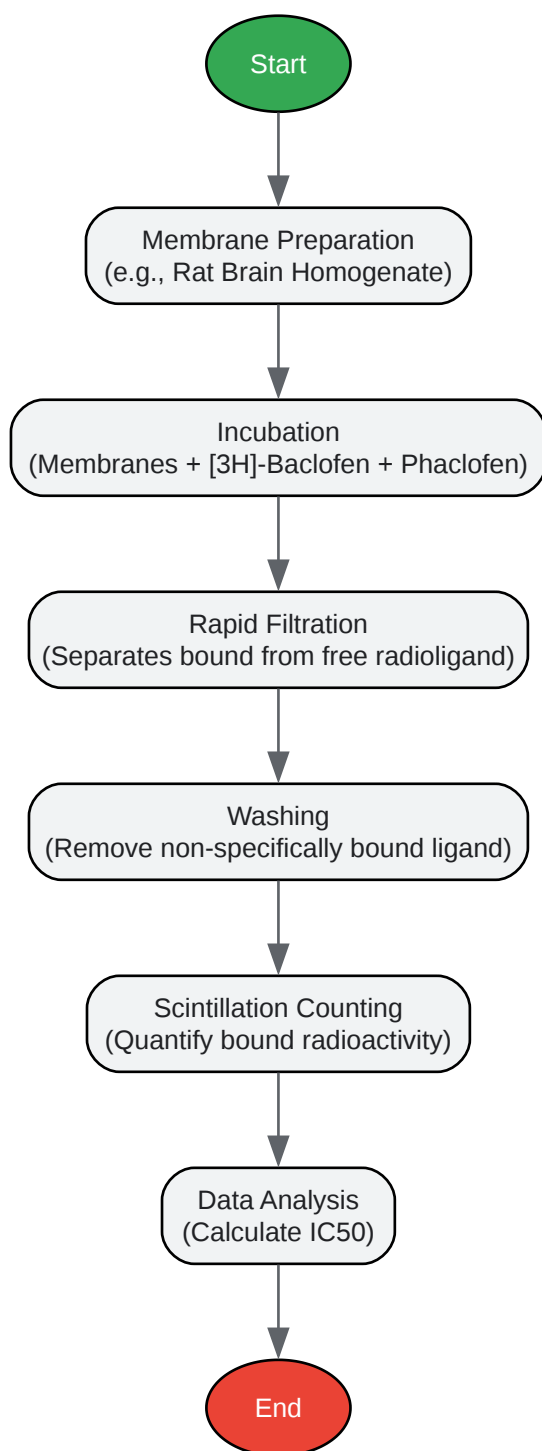 Start
Membrane Preparation
(e.g., Rat Brain Homogenate)
Incubation
(Membranes + [3H]-Baclofen + Phaclofen)
Rapid Filtration
(Separates bound from free radioligand)
Washing
(Remove non-specifically bound ligand)
Scintillation Counting
(Quantify bound radioactivity)
Data Analysis
(Calculate IC50)
End